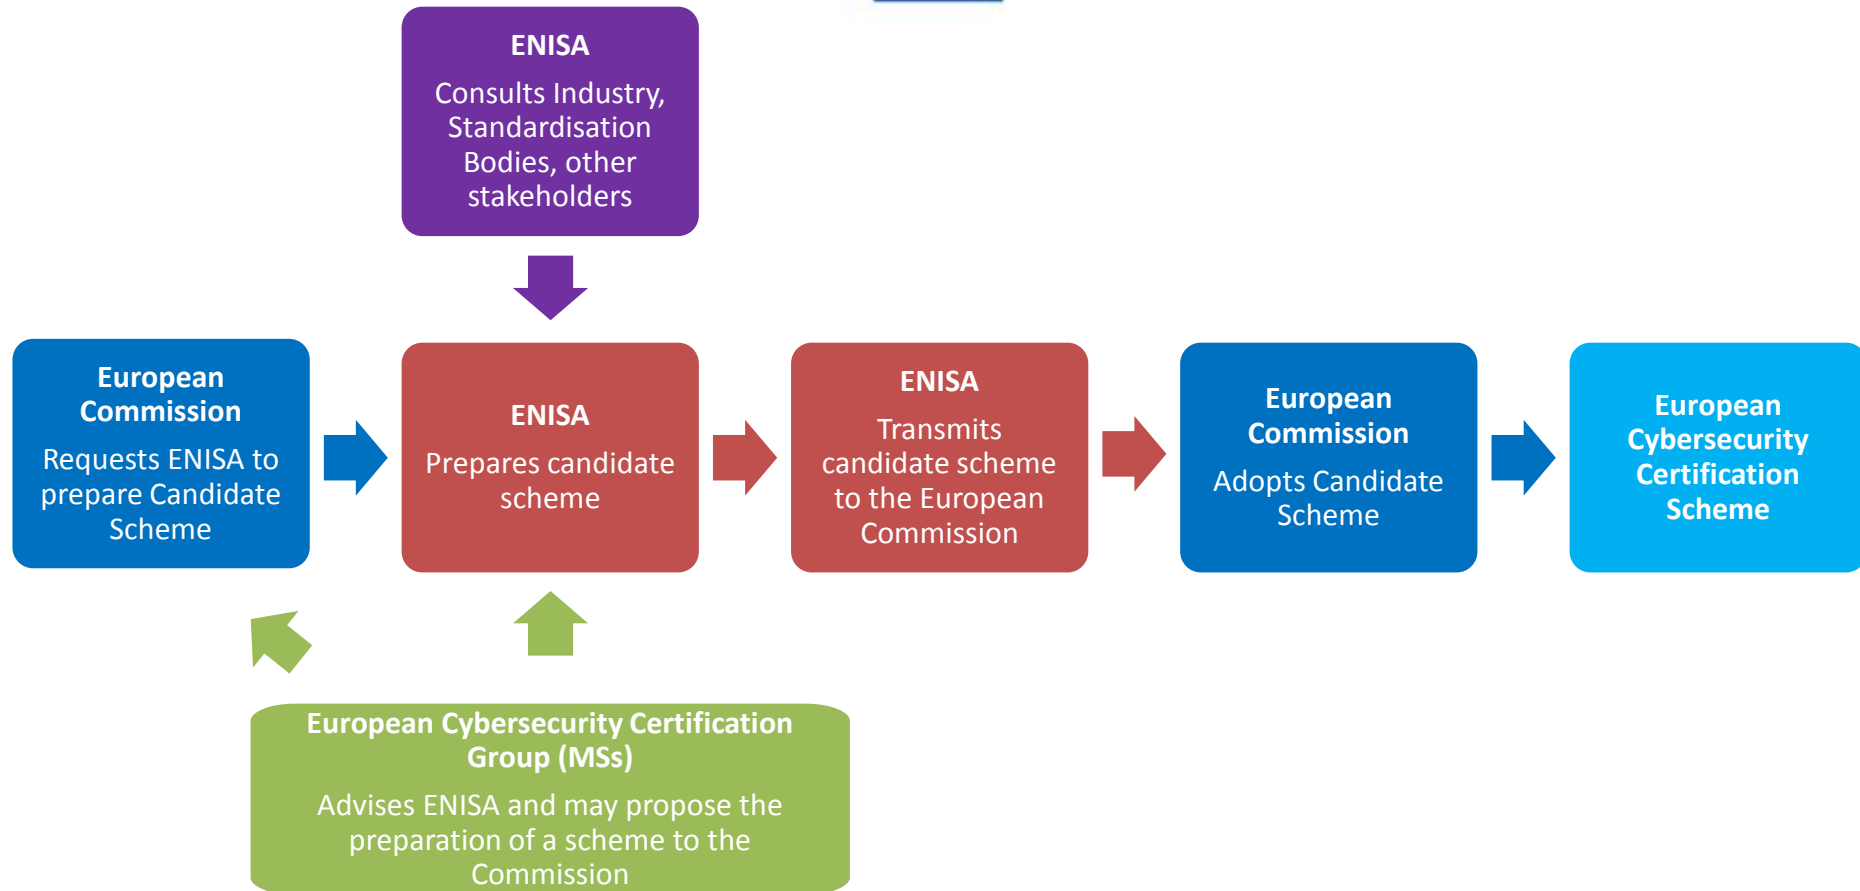 ENISA
Consults Industry,
Standardisation
Bodies, other
stakeholders
European
Commission
Requests ENISA to
prepare Candidate
Scheme
ENISA
Prepares candidate
scheme
ENISA
Transmits
candidate scheme
to the European
Commission
European
Commission
Adopts Candidate
Scheme
European
Cybersecurity
Certification
Scheme
European Cybersecurity Certification
Group (MSs)
Advises ENISA and may propose the
preparation of a scheme to the
Commission